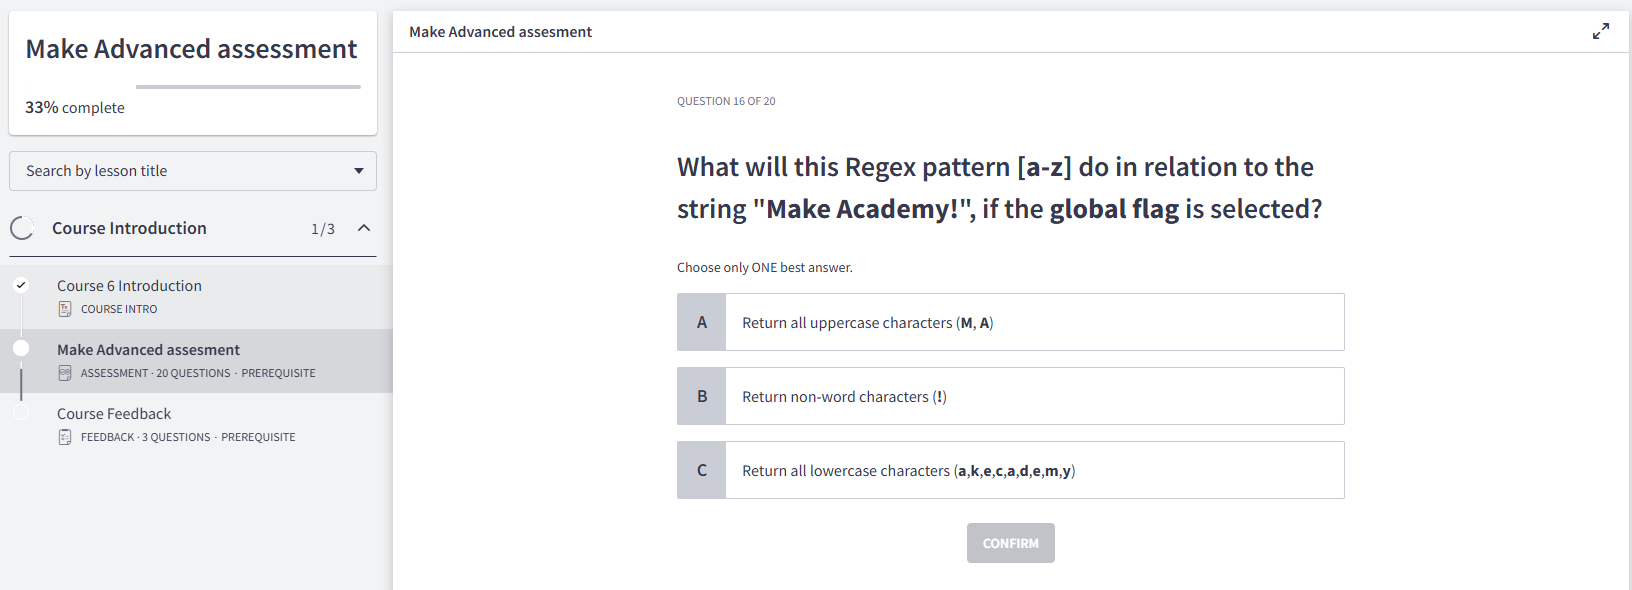 Make Advanced assessment
33% complete
Search by lesson title
Course Introduction 1/3
Course 6 Introduction
COURSE INTRO
Make Advanced assesment
ASSESSMENT · 20 QUESTIONS · PREREQUISITE
Course Feedback
FEEDBACK · 3 QUESTIONS · PREREQUISITE
Make Advanced assesment
QUESTION 16 OF 20
What will this Regex pattern [a-z] do in relation to the
string "Make Academy!", if the global flag is selected?
Choose only ONE best answer.
A Return all uppercase characters (M, A)
B Return non-word characters (!)
C Return all lowercase characters (a,k,e,c,a,d,e,m,y)
CONFIRM